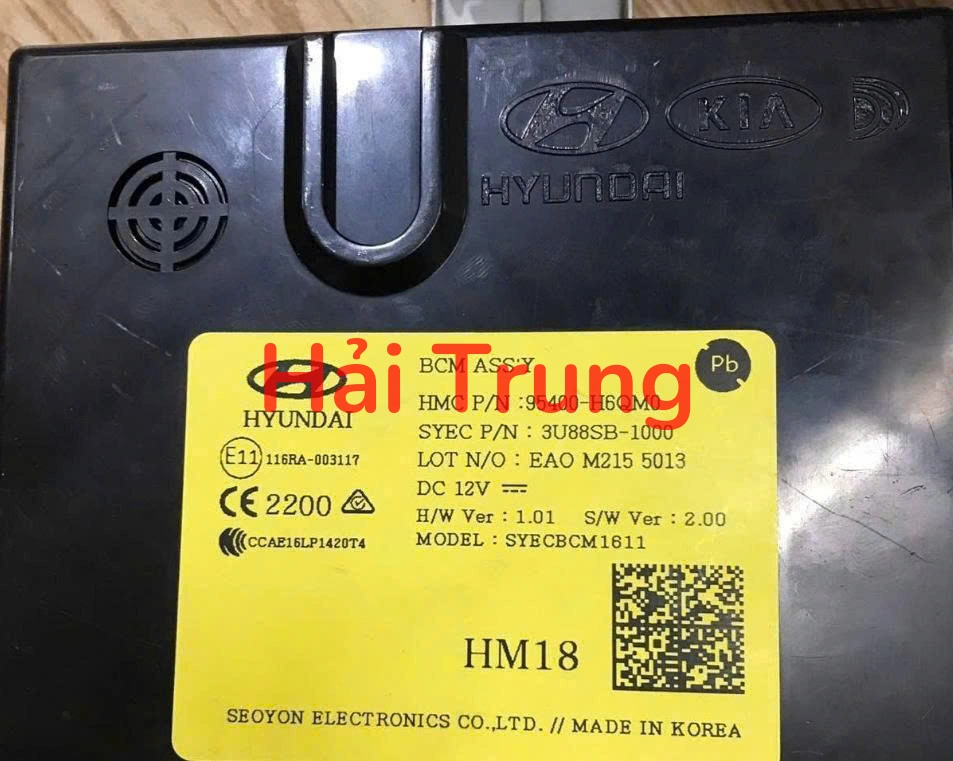 KIA
HYUNDAI
Hải Trung
BCM ASS'Y
Pb
HMC P/N :95400-H6QM0
HYUNDAI
SYEC P/N : 3U88SB-1000
E11 116RA-003117
LOT N/O : EAO M215 5013
CE 2200
DC 12V
H/W Ver : 1.01 S/W Ver : 2.00
CCAE16LP1420T4
MODEL : SYECBCM1611
HM18
SEOYON ELECTRONICS CO.,LTD. // MADE IN KOREA